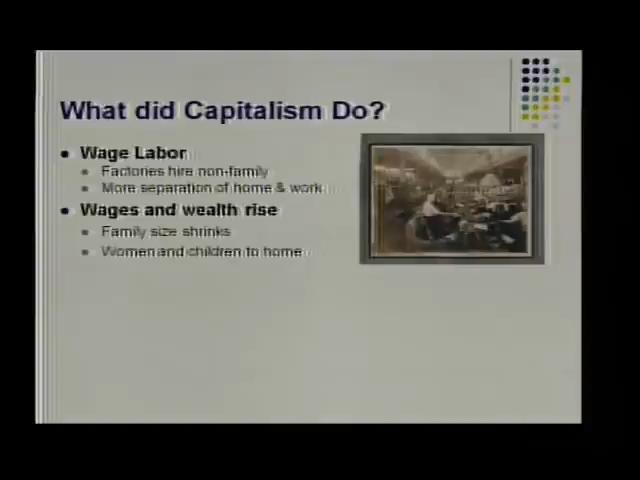 What did Capitalism Do?
Wage Labor
Factories hire non-family
More separation of home & work
Wages and wealth rise
Family size shrinks
Women and children to home